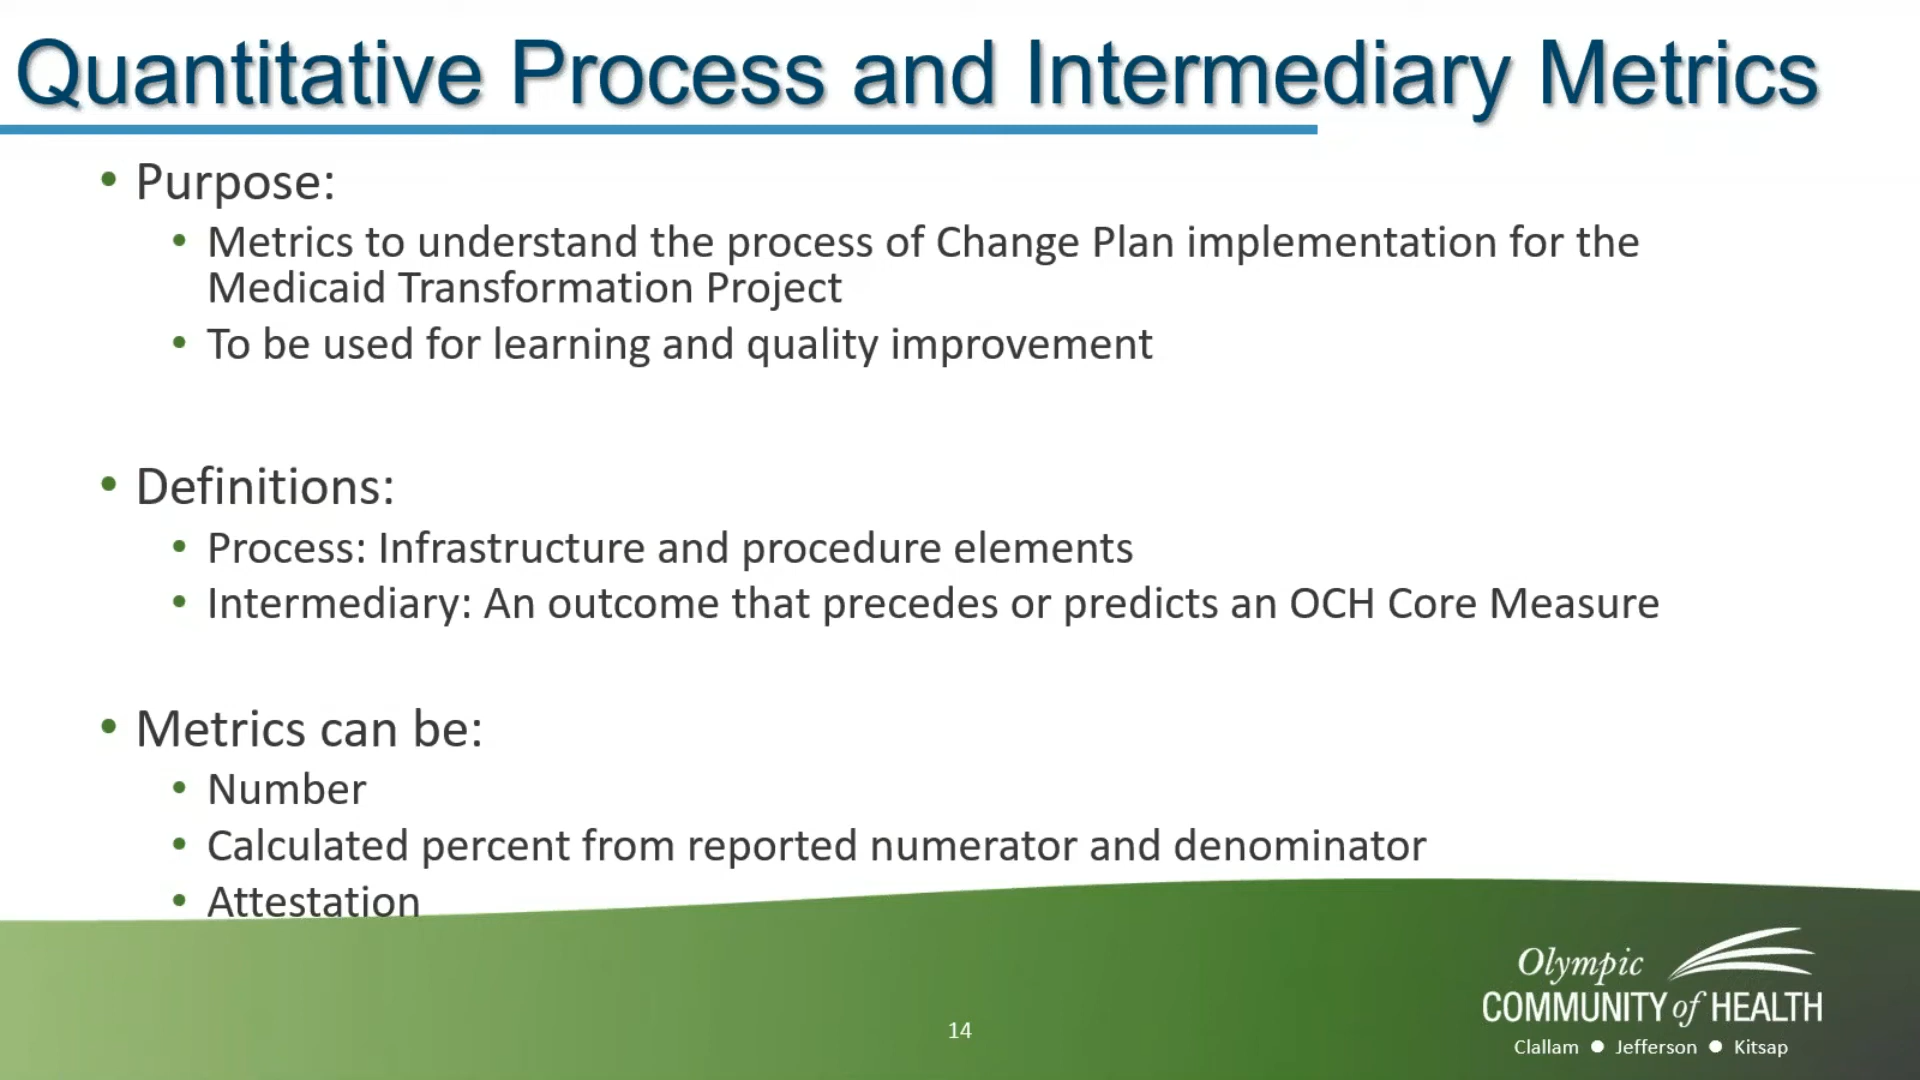 Quantitative Process and Intermediary Metrics
• Purpose:
• Metrics to understand the process of Change Plan implementation for the
Medicaid Transformation Project
• To be used for learning and quality improvement
• Definitions:
• Process: Infrastructure and procedure elements
• Intermediary: An outcome that precedes or predicts an OCH Core Measure
• Metrics can be:
• Number
• Calculated percent from reported numerator and denominator
• Attestation
14
Olympic
COMMUNITY of HEALTH
Clallam ● Jefferson ● Kitsap